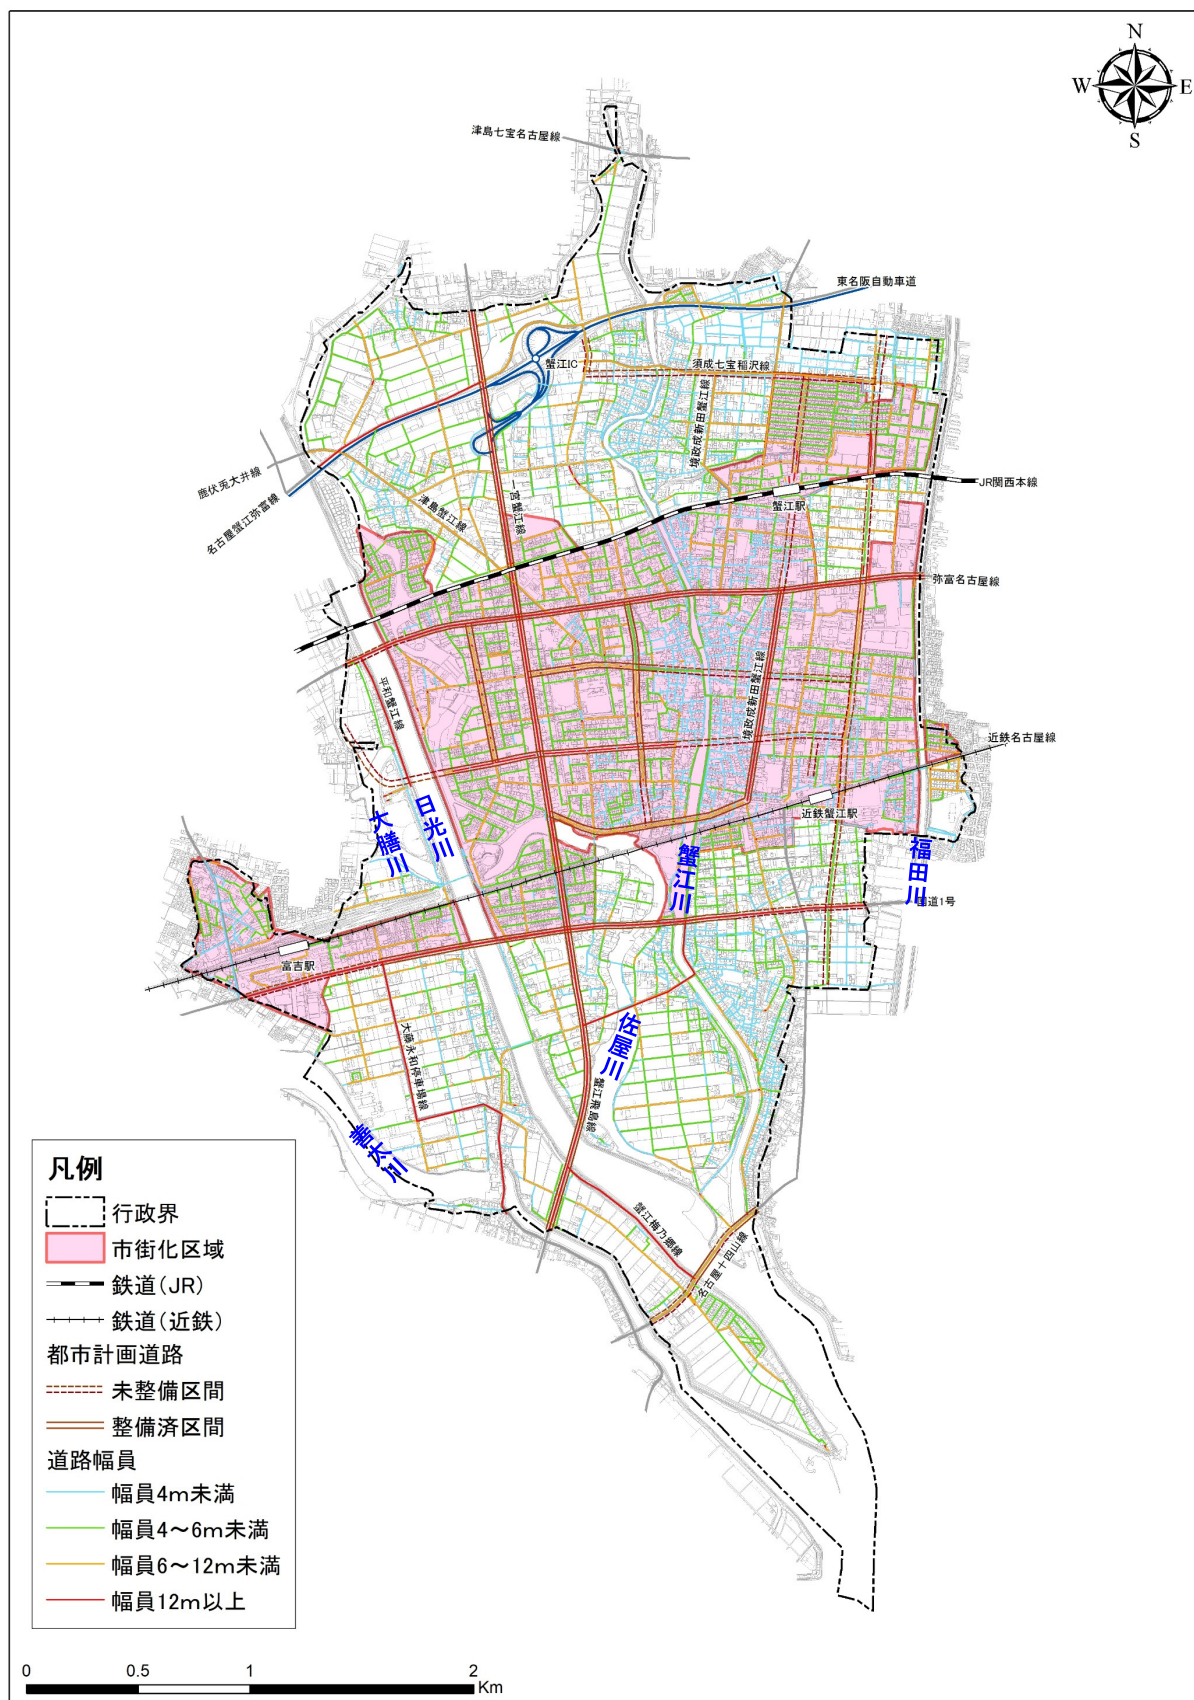 N
W
E
S
津島七宝名古屋線
東名阪自動車道
蟹江IC
須成七宝稲沢線
境政成新田蟹江線
鹿伏兎大井線
名古屋蟹江弥富線
津島蟹江線
一宮蟹江線
JR関西本線
蟹江駅
弥富名古屋線
平和蟹江線
境政成新田蟹江線
近鉄名古屋線
近鉄蟹江駅
大膳川
日光川
蟹江川
福田川
国道1号
富吉駅
大藤永和停車場線
佐屋川
蟹江飛島線
善太川
蟹江梅乃郷線
名古屋十四山線
凡例
行政界
市街化区域
鉄道(JR)
鉄道(近鉄)
都市計画道路
未整備区間
整備済区間
道路幅員
幅員4m未満
幅員4～6m未満
幅員6～12m未満
幅員12m以上
0
0.5
1
2
Km